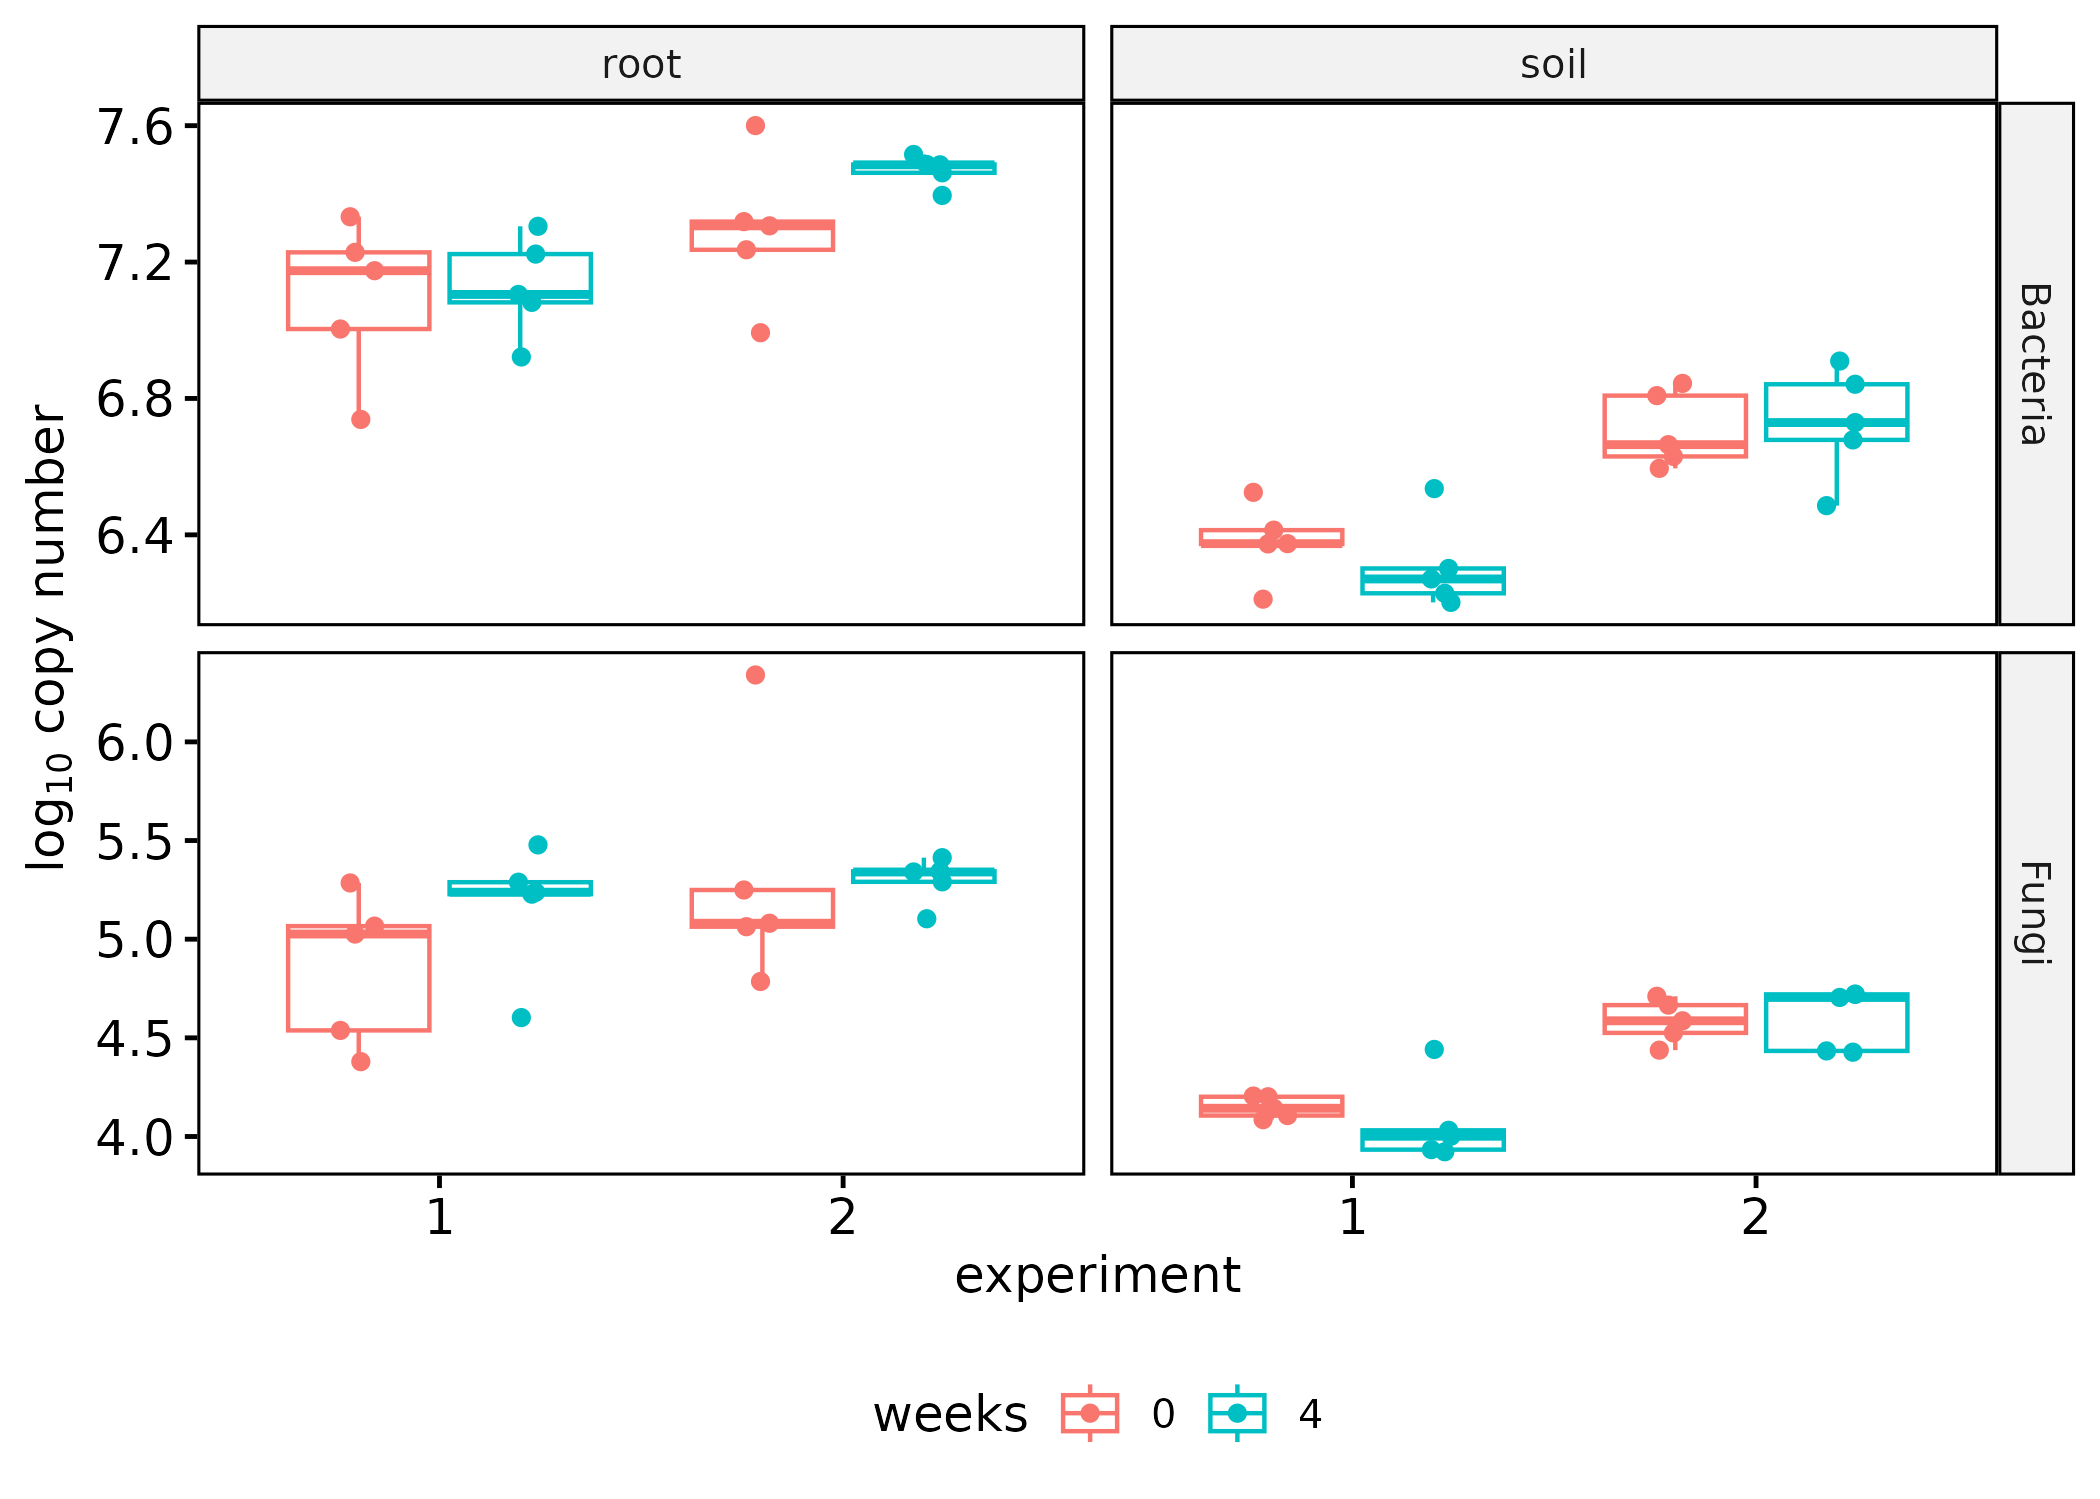 root
soil
7.6
7.2
6.8
6.4
Bacteria
6.0
5.5
5.0
4.5
4.0
Fungi
log₁₀ copy number
1
2
1
2
experiment
weeks 0 4